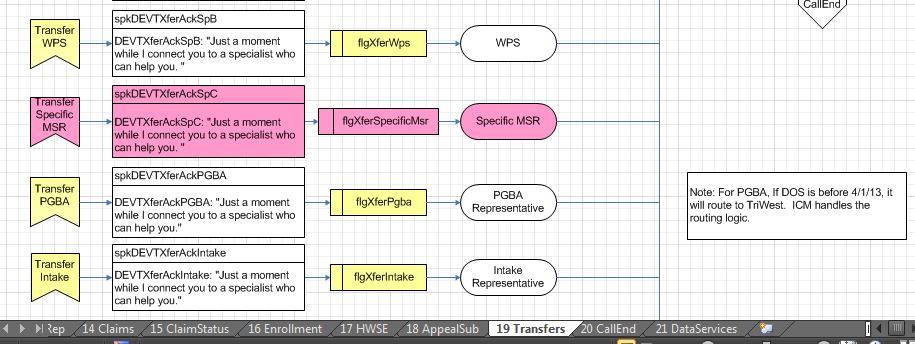 CallEnd
spkDEVTXferAckSpB
Transfer
WPS
DEVTXferAckSpB: "Just a moment
while I connect you to a specialist who
can help you. "
flgXferWps
WPS
spkDEVTXferAckSpC
Transfer
Specific
MSR
DEVTXferAckSpC: "Just a moment
while I connect you to a specialist who
can help you. "
flgXferSpecificMsr
Specific MSR
spkDEVTXferAckPGBA
Transfer
PGBA
DEVTXferAckPGBA: "Just a moment
while I connect you to a specialist who
can help you."
flgXferPgba
PGBA
Representative
Note: For PGBA, If DOS is before 4/1/13, it
will route to TriWest. ICM handles the
routing logic.
spkDEVTXferAckIntake
Transfer
Intake
DEVTXferAckIntake: "Just a moment
while I connect you to a specialist who
can help you. "
flgXferIntake
Intake
Representative
Rep 14 Claims 15 ClaimStatus 16 Enrollment 17 HWSE 18 AppealSub 19 Transfers 20 CallEnd 21 DataServices